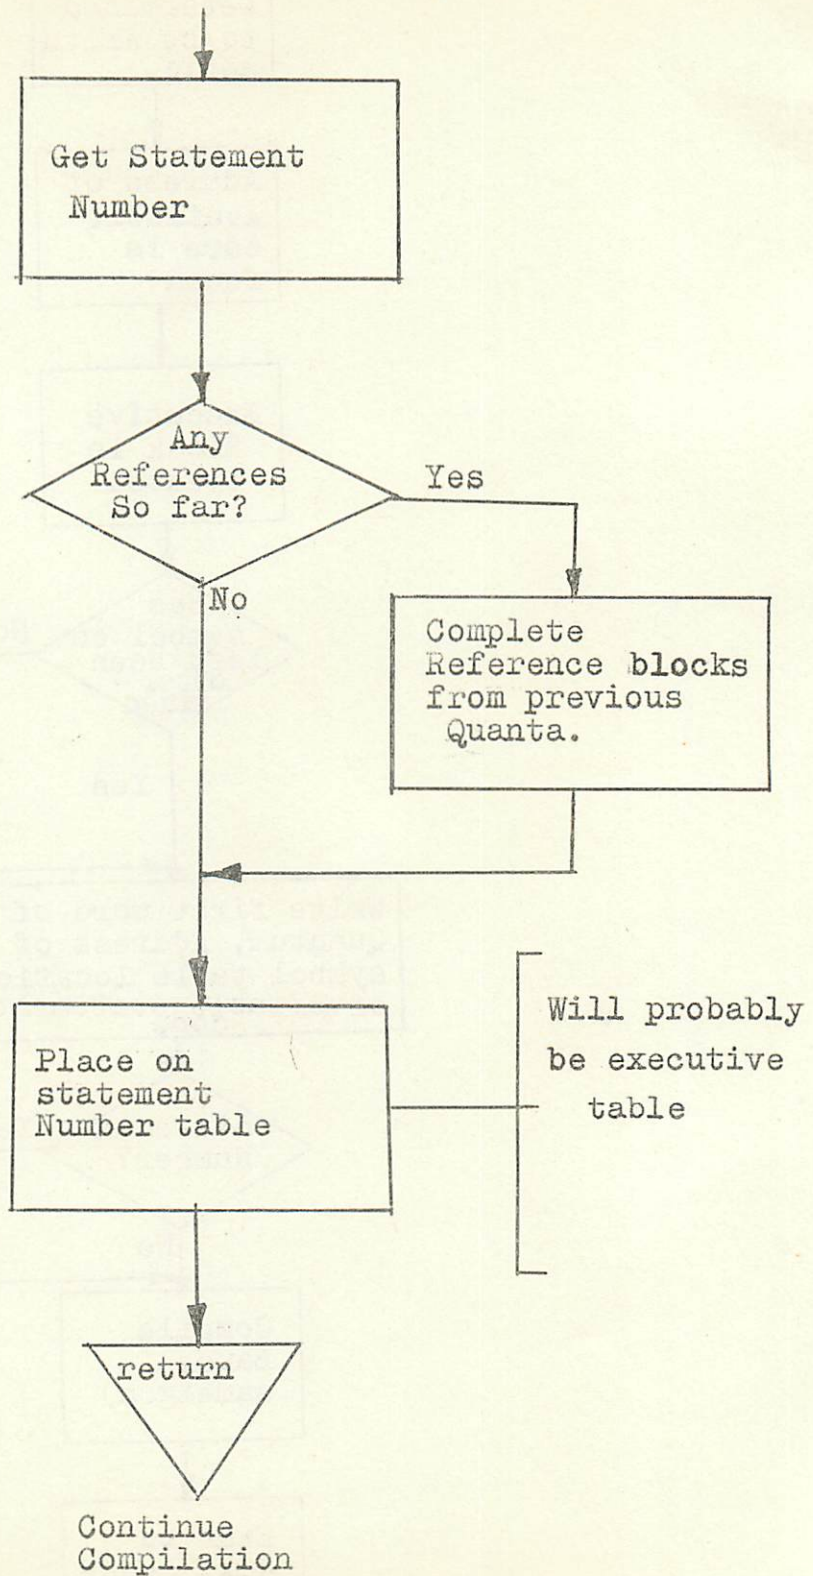 Get Statement
Number
Any
References
So far?
Yes
No
Complete
Reference blocks
from previous
Quanta.
Place on
statement
Number table
Will probably
be executive
table
return
Continue
Compilation